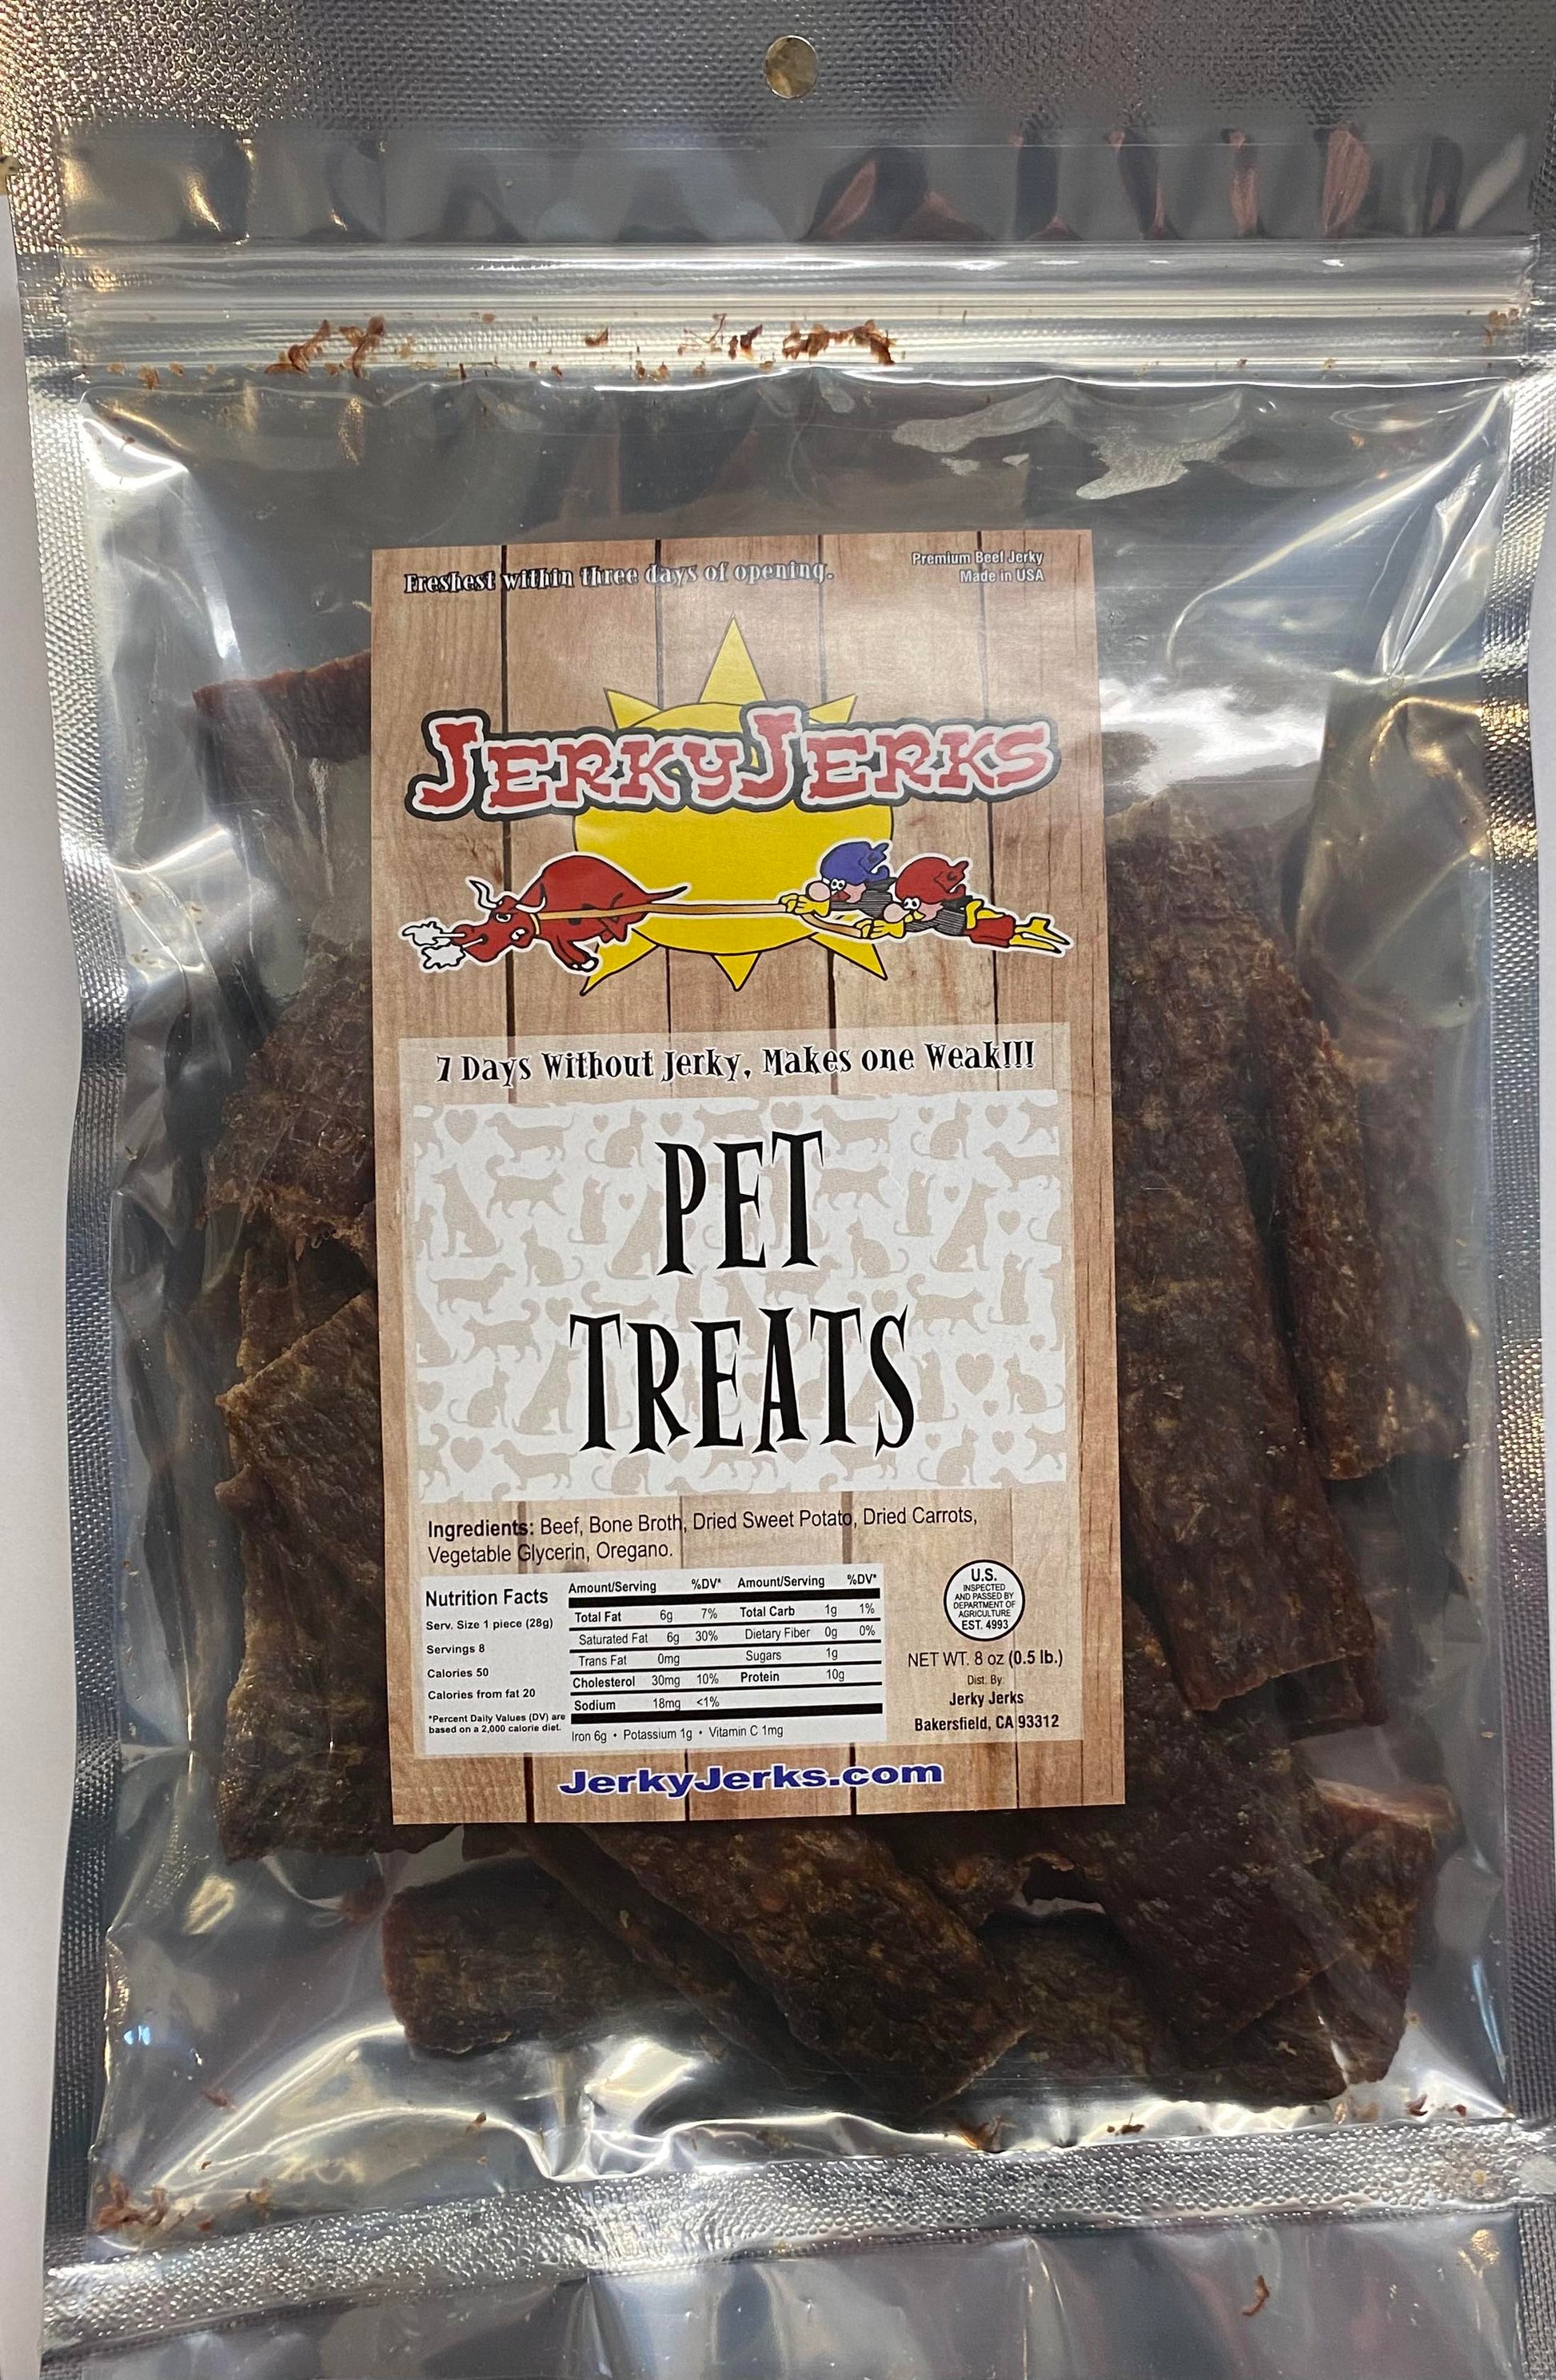 Freshest within three days of opening.
Premium Beef Jerky
Made in USA
JERKYJERKS
7 Days Without Jerky, Makes one Weak!!!
PET
TREATS
Ingredients: Beef, Bone Broth, Dried Sweet Potato, Dried Carrots,
Vegetable Glycerin, Oregano.
Nutrition Facts
Serv. Size 1 piece (28g)
Servings 8
Calories 50
Calories from fat 20
*Percent Daily Values (DV) are
based on a 2,000 calorie diet.
Amount/Serving %DV* Amount/Serving %DV*
Total Fat 6g 7% Total Carb 1g 1%
Saturated Fat 6g 30% Dietary Fiber 0g 0%
Trans Fat 0mg Sugars 1g
Cholesterol 30mg 10% Protein 10g
Sodium 18mg <1%
Iron 6g • Potassium 1g • Vitamin C 1mg
U.S.
INSPECTED
AND PASSED BY
DEPARTMENT OF
AGRICULTURE
EST. 4993
NET WT. 8 oz (0.5 lb.)
Dist. By:
Jerky Jerks
Bakersfield, CA 93312
JerkyJerks.com